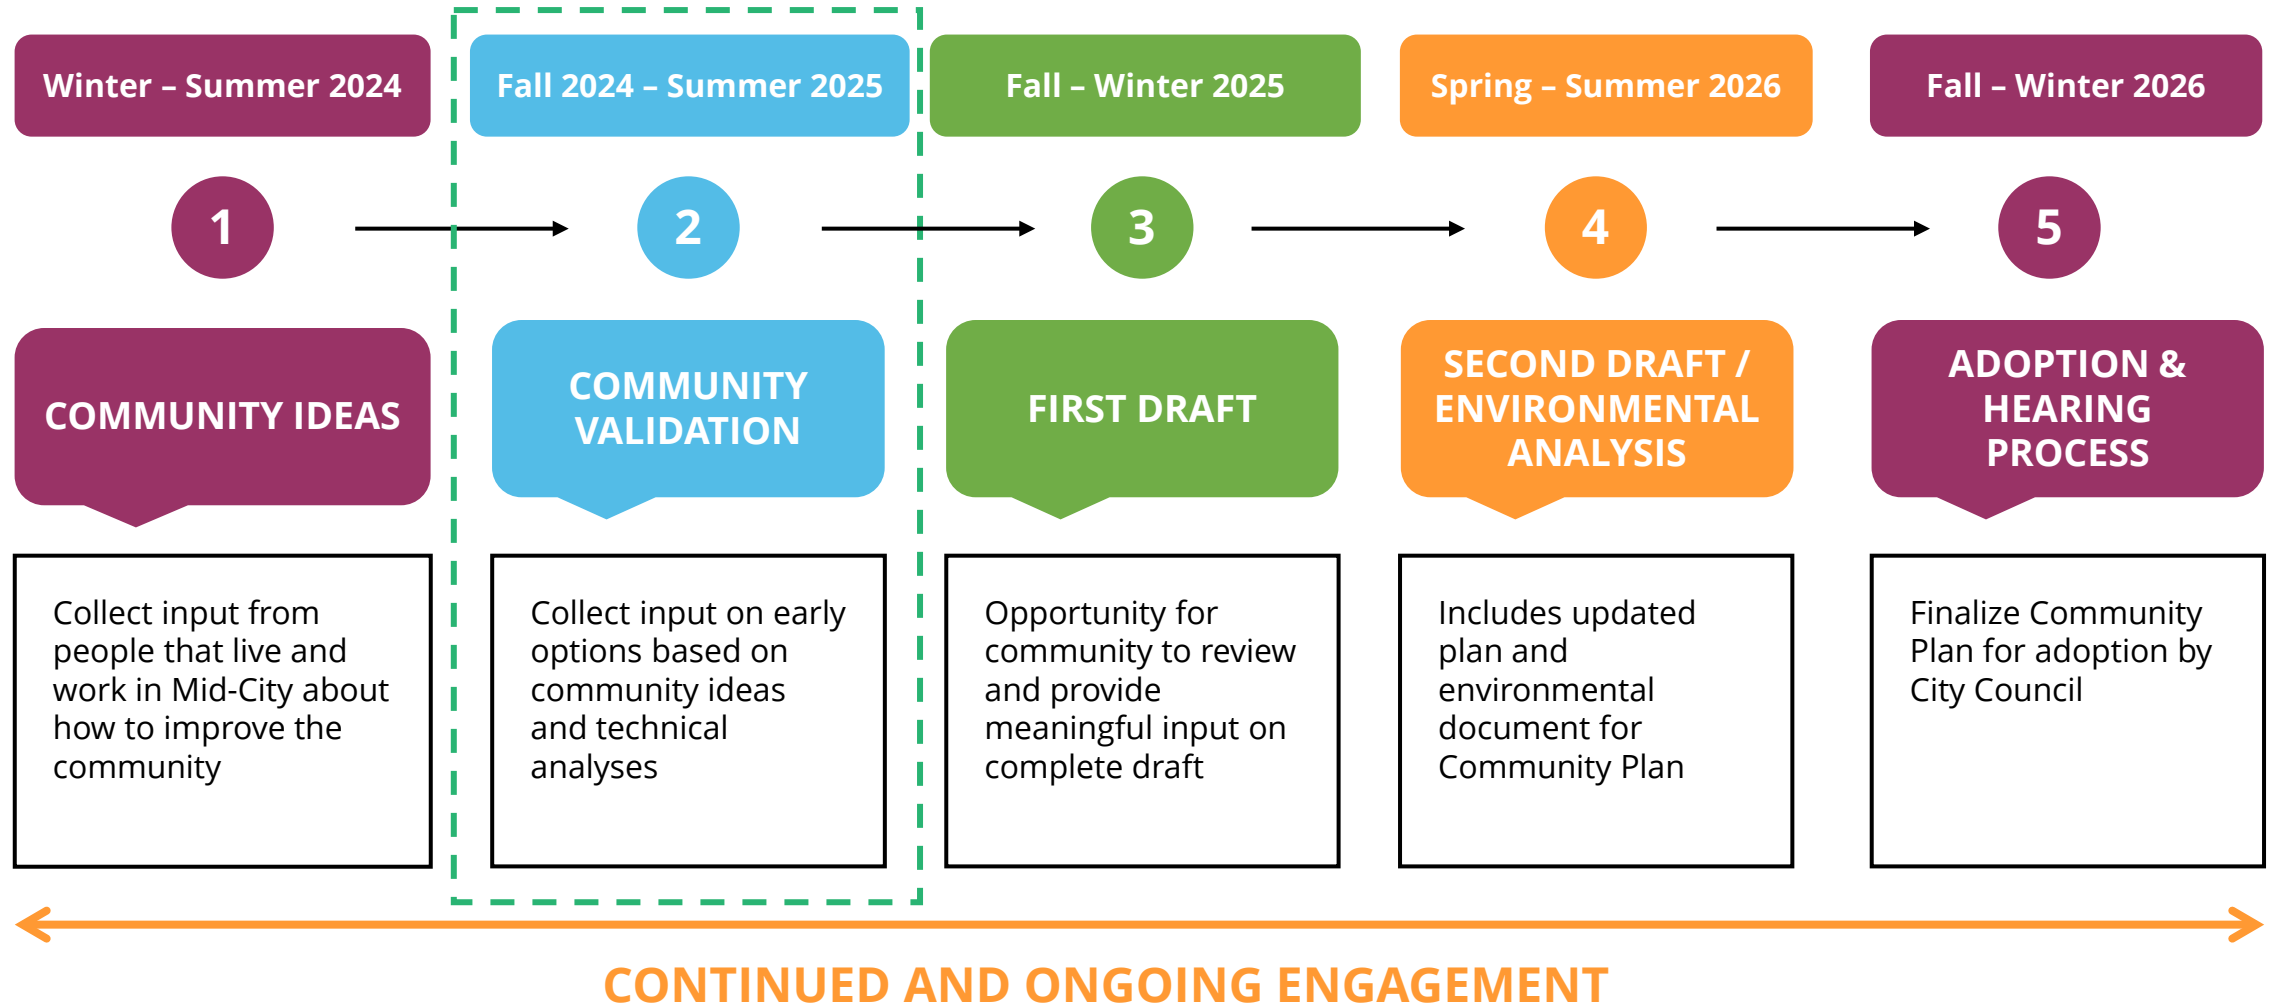 Winter – Summer 2024
Fall 2024 – Summer 2025
Fall – Winter 2025
Spring – Summer 2026
Fall – Winter 2026
1
2
3
4
5
COMMUNITY IDEAS
COMMUNITY
VALIDATION
FIRST DRAFT
SECOND DRAFT /
ENVIRONMENTAL
ANALYSIS
ADOPTION &
HEARING
PROCESS
Collect input from
people that live and
work in Mid-City about
how to improve the
community
Collect input on early
options based on
community ideas
and technical
analyses
Opportunity for
community to review
and provide
meaningful input on
complete draft
Includes updated
plan and
environmental
document for
Community Plan
Finalize Community
Plan for adoption by
City Council
CONTINUED AND ONGOING ENGAGEMENT